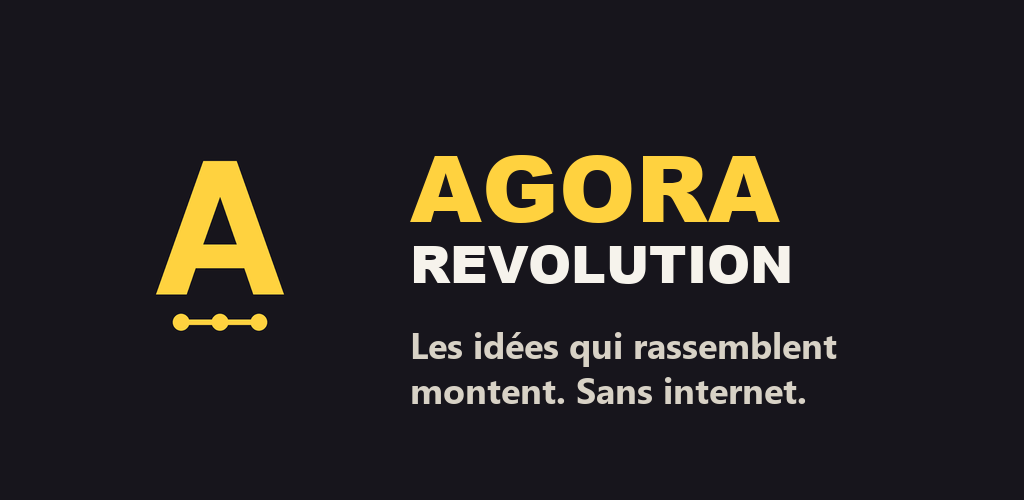 A
AGORA
REVOLUTION
Les idées qui rassemblent
montent. Sans internet.